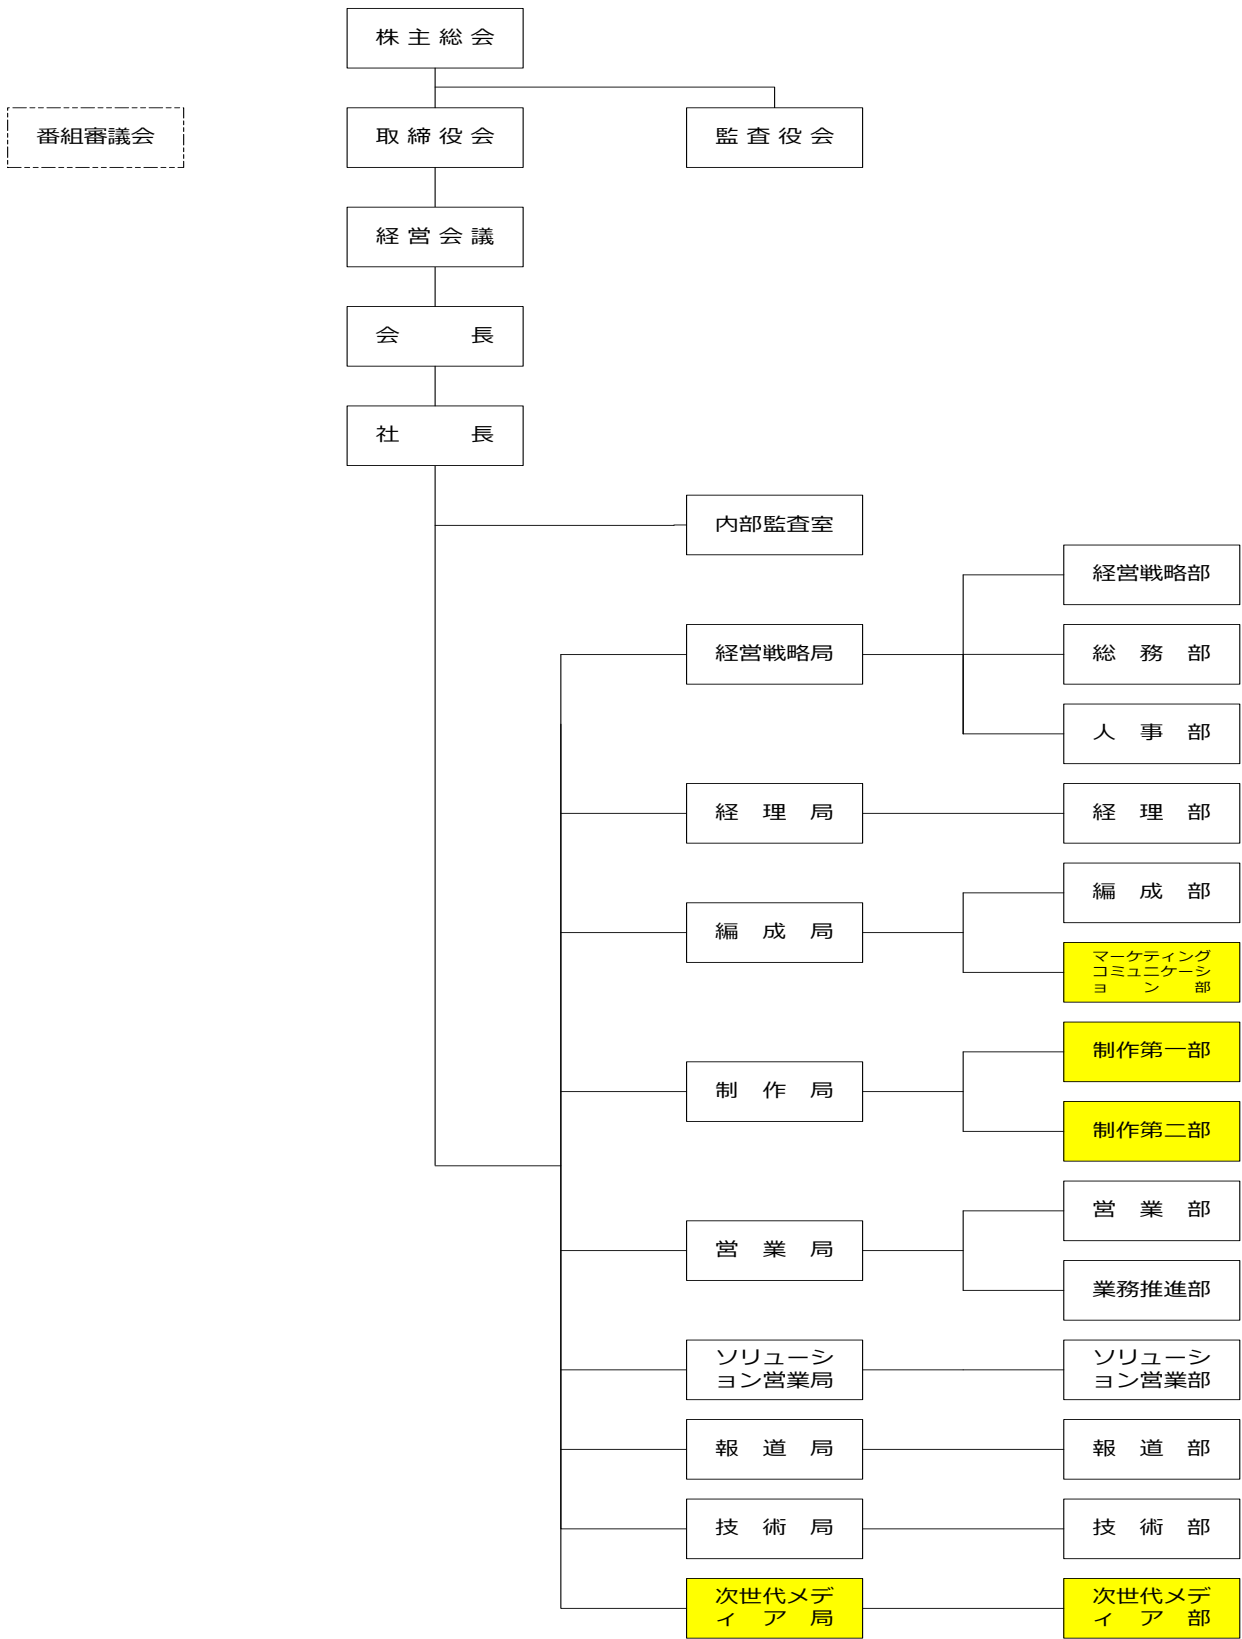 株主総会
番組審議会
取締役会
監査役会
経営会議
会長
社長
内部監査室
経営戦略部
経営戦略局
総務部
人事部
経理局
経理部
編成部
編成局
マーケティング
コミュニケーシ
ョン部
制作第一部
制作局
制作第二部
営業部
営業局
業務推進部
ソリューシ
ョン営業局
ソリューシ
ョン営業部
報道局
報道部
技術局
技術部
次世代メデ
ィア局
次世代メデ
ィア部